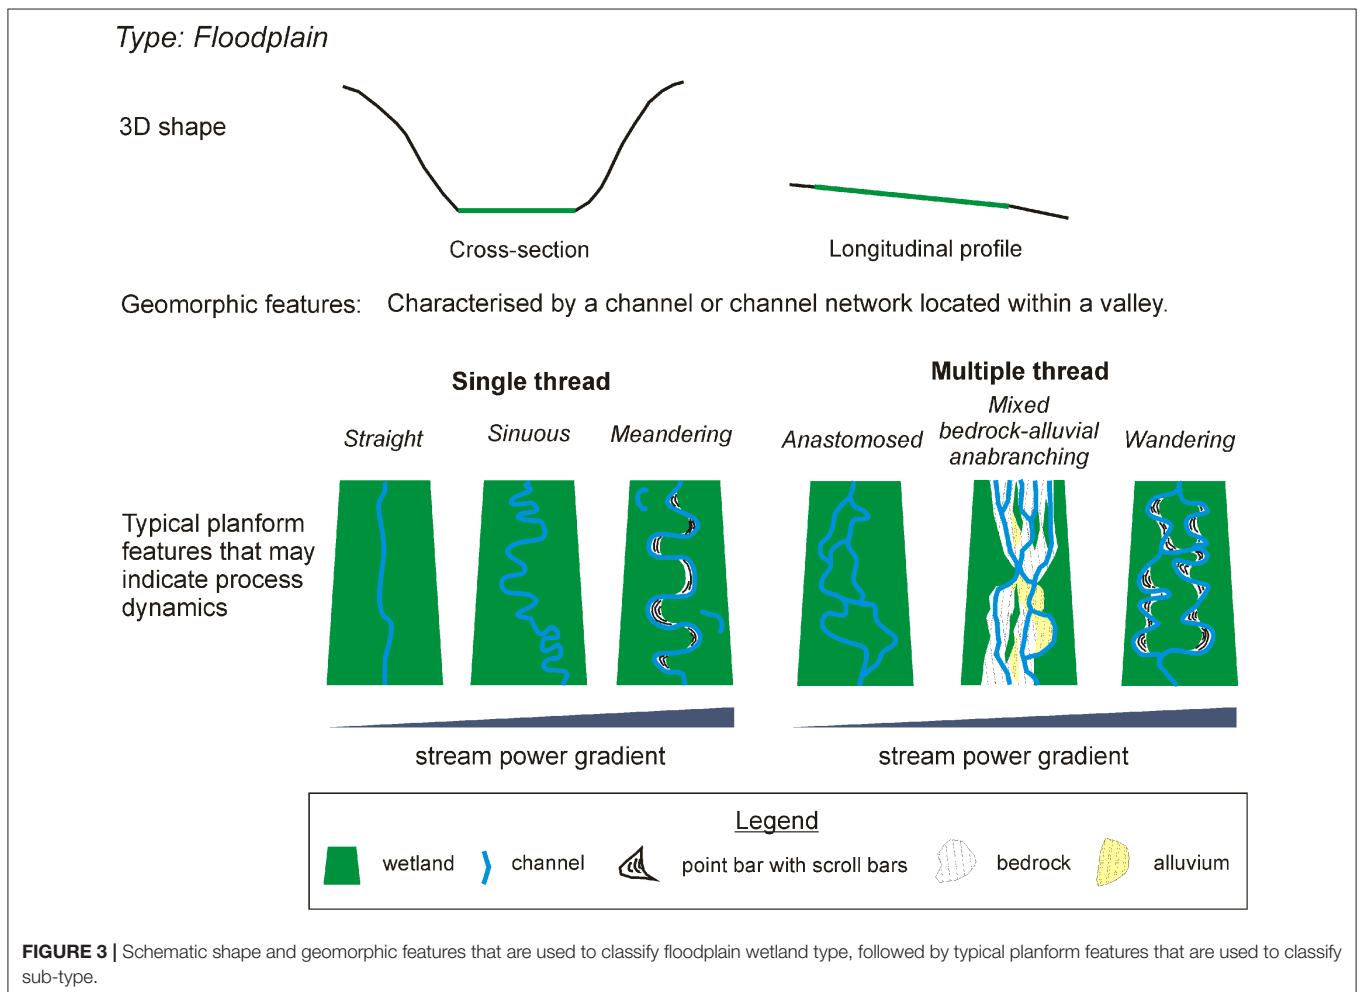 Type: Floodplain
3D shape
Cross-section
Longitudinal profile
Geomorphic features: Characterised by a channel or channel network located within a valley.
Single thread
Multiple thread
Straight
Sinuous
Meandering
Anastomosed
Mixed
bedrock-alluvial
anabranching
Wandering
Typical planform
features that may
indicate process
dynamics
stream power gradient
stream power gradient
Legend
wetland
channel
point bar with scroll bars
bedrock
alluvium
FIGURE 3 | Schematic shape and geomorphic features that are used to classify floodplain wetland type, followed by typical planform features that are used to classify
sub-type.